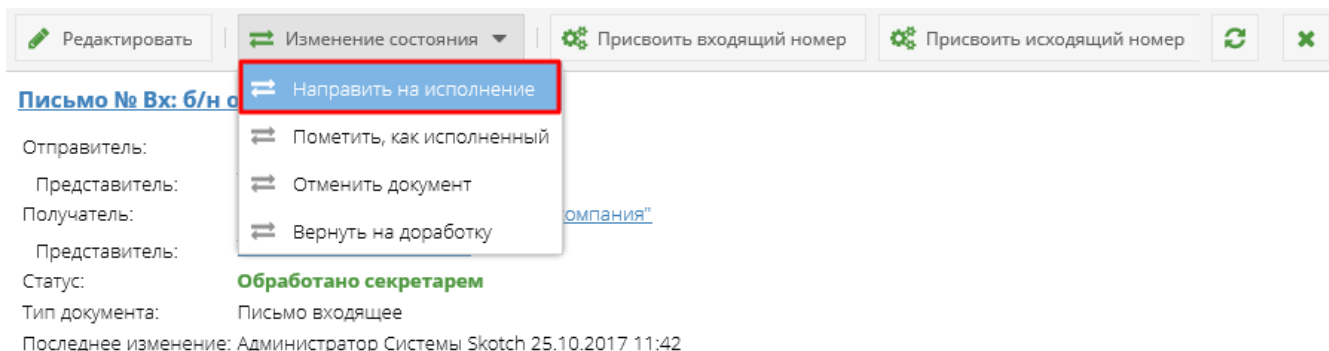 Редактировать Изменение состояния Присвоить входящий номер Присвоить исходящий номер
Письмо № Вх: б/н о
Направить на исполнение
Отправитель:
Пометить, как исполненный
Представитель:
Отменить документ
Получатель: омпания"
Вернуть на доработку
Представитель:
Статус: Обработано секретарем
Тип документа: Письмо входящее
Последнее изменение: Администратор Системы Skotch 25.10.2017 11:42